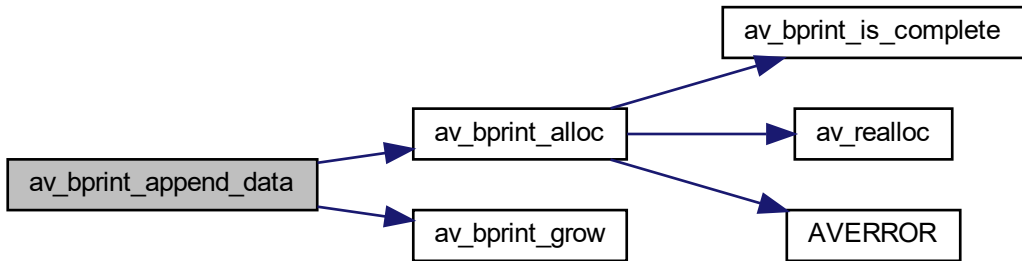 av_bprint_is_complete
av_bprint_alloc
av_realloc
av_bprint_append_data
av_bprint_grow
AVERROR